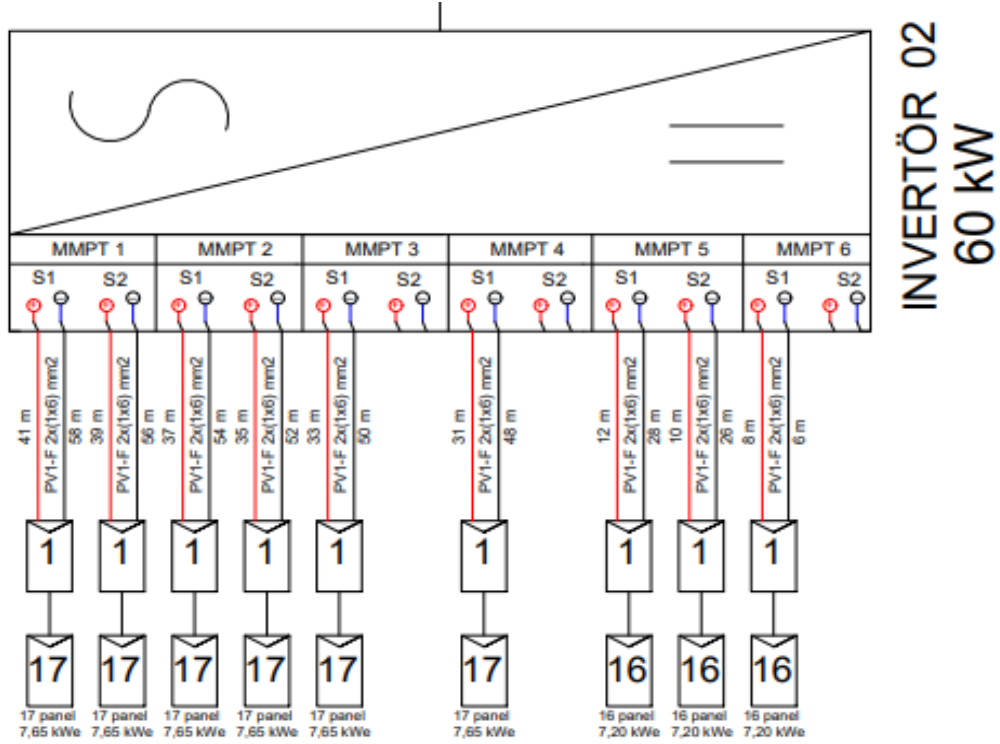 INVERTÖR 02
60 kW
MMPT 1
MMPT 2
MMPT 3
MMPT 4
MMPT 5
MMPT 6
S1
S2
S1
S2
S1
S2
S1
S2
S1
S2
S1
S2
41 m
PV1-F 2x(1x6) mm2
58 m
39 m
PV1-F 2x(1x6) mm2
56 m
37 m
PV1-F 2x(1x6) mm2
54 m
35 m
PV1-F 2x(1x6) mm2
52 m
33 m
PV1-F 2x(1x6) mm2
50 m
31 m
PV1-F 2x(1x6) mm2
48 m
12 m
PV1-F 2x(1x6) mm2
28 m
10 m
PV1-F 2x(1x6) mm2
26 m
8 m
PV1-F 2x(1x6) mm2
6 m
1
1
1
1
1
1
1
1
1
17
17
17
17
17
17
16
16
16
17 panel
7,65 kWe
17 panel
7,65 kWe
17 panel
7,65 kWe
17 panel
7,65 kWe
17 panel
7,65 kWe
17 panel
7,65 kWe
16 panel
7,20 kWe
16 panel
7,20 kWe
16 panel
7,20 kWe